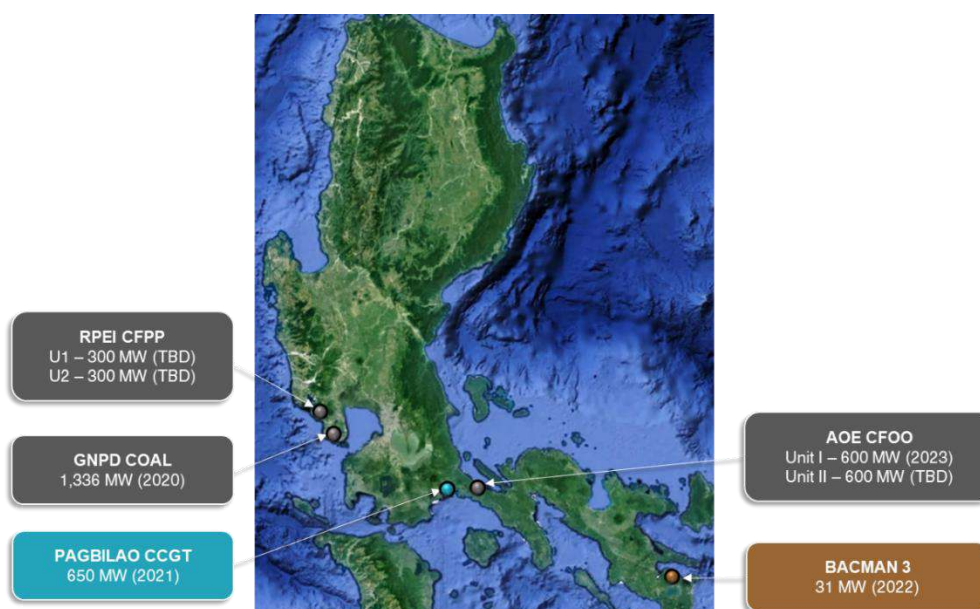 RPEI CFPP
U1 – 300 MW (TBD)
U2 – 300 MW (TBD)
GNPD COAL
1,336 MW (2020)
PAGBILAO CCGT
650 MW (2021)
AOE CFOO
Unit I – 600 MW (2023)
Unit II – 600 MW (TBD)
BACMAN 3
31 MW (2022)